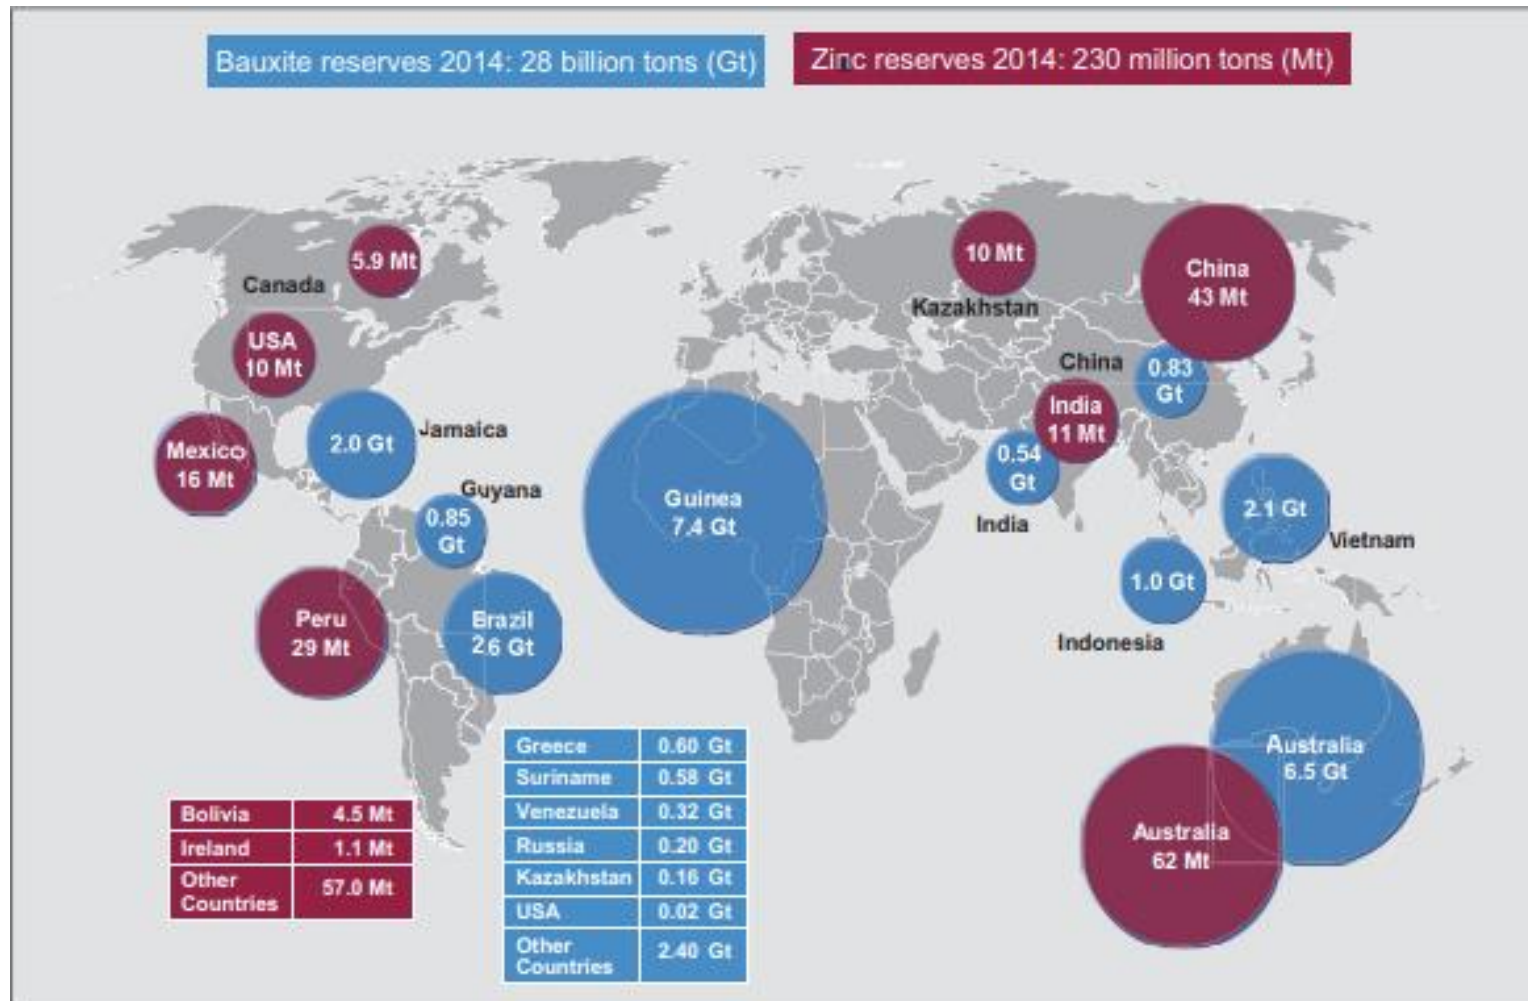 Bauxite reserves 2014: 28 billion tons (Gt)
Zinc reserves 2014: 230 million tons (Mt)
5.9 Mt
Canada
USA
10 Mt
Mexico
16 Mt
2.0 Gt
Jamaica
Guyana
0.85
Gt
Peru
29 Mt
Brazil
2.6 Gt
Guinea
7.4 Gt
10 Mt
Kazakhstan
China
43 Mt
China
0.83
Gt
India
11 Mt
0.54
Gt
India
2.1 Gt
Vietnam
1.0 Gt
Indonesia
Australia
6.5 Gt
Australia
62 Mt
Bolivia 4.5 Mt
Ireland 1.1 Mt
Other
Countries 57.0 Mt
Greece 0.60 Gt
Suriname 0.58 Gt
Venezuela 0.32 Gt
Russia 0.20 Gt
Kazakhstan 0.16 Gt
USA 0.02 Gt
Other
Countries 2.40 Gt